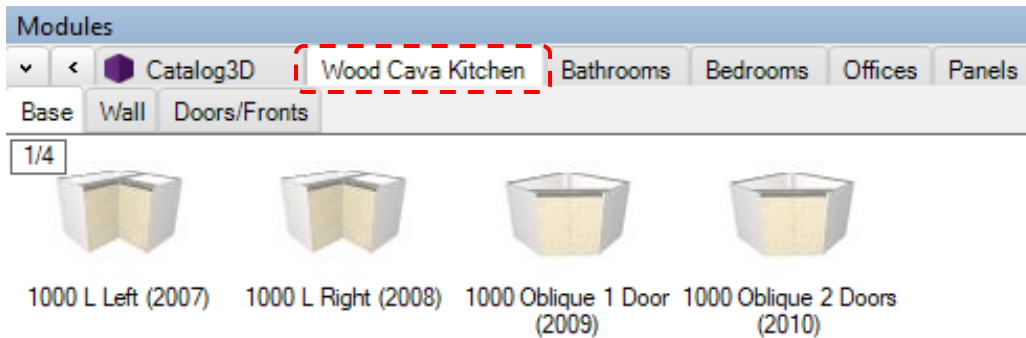 Modules
Catalog3D Wood Cava Kitchen Bathrooms Bedrooms Offices Panels
Base Wall Doors/Fronts
1/4
1000 L Left (2007) 1000 L Right (2008) 1000 Oblique 1 Door 1000 Oblique 2 Doors
(2009) (2010)